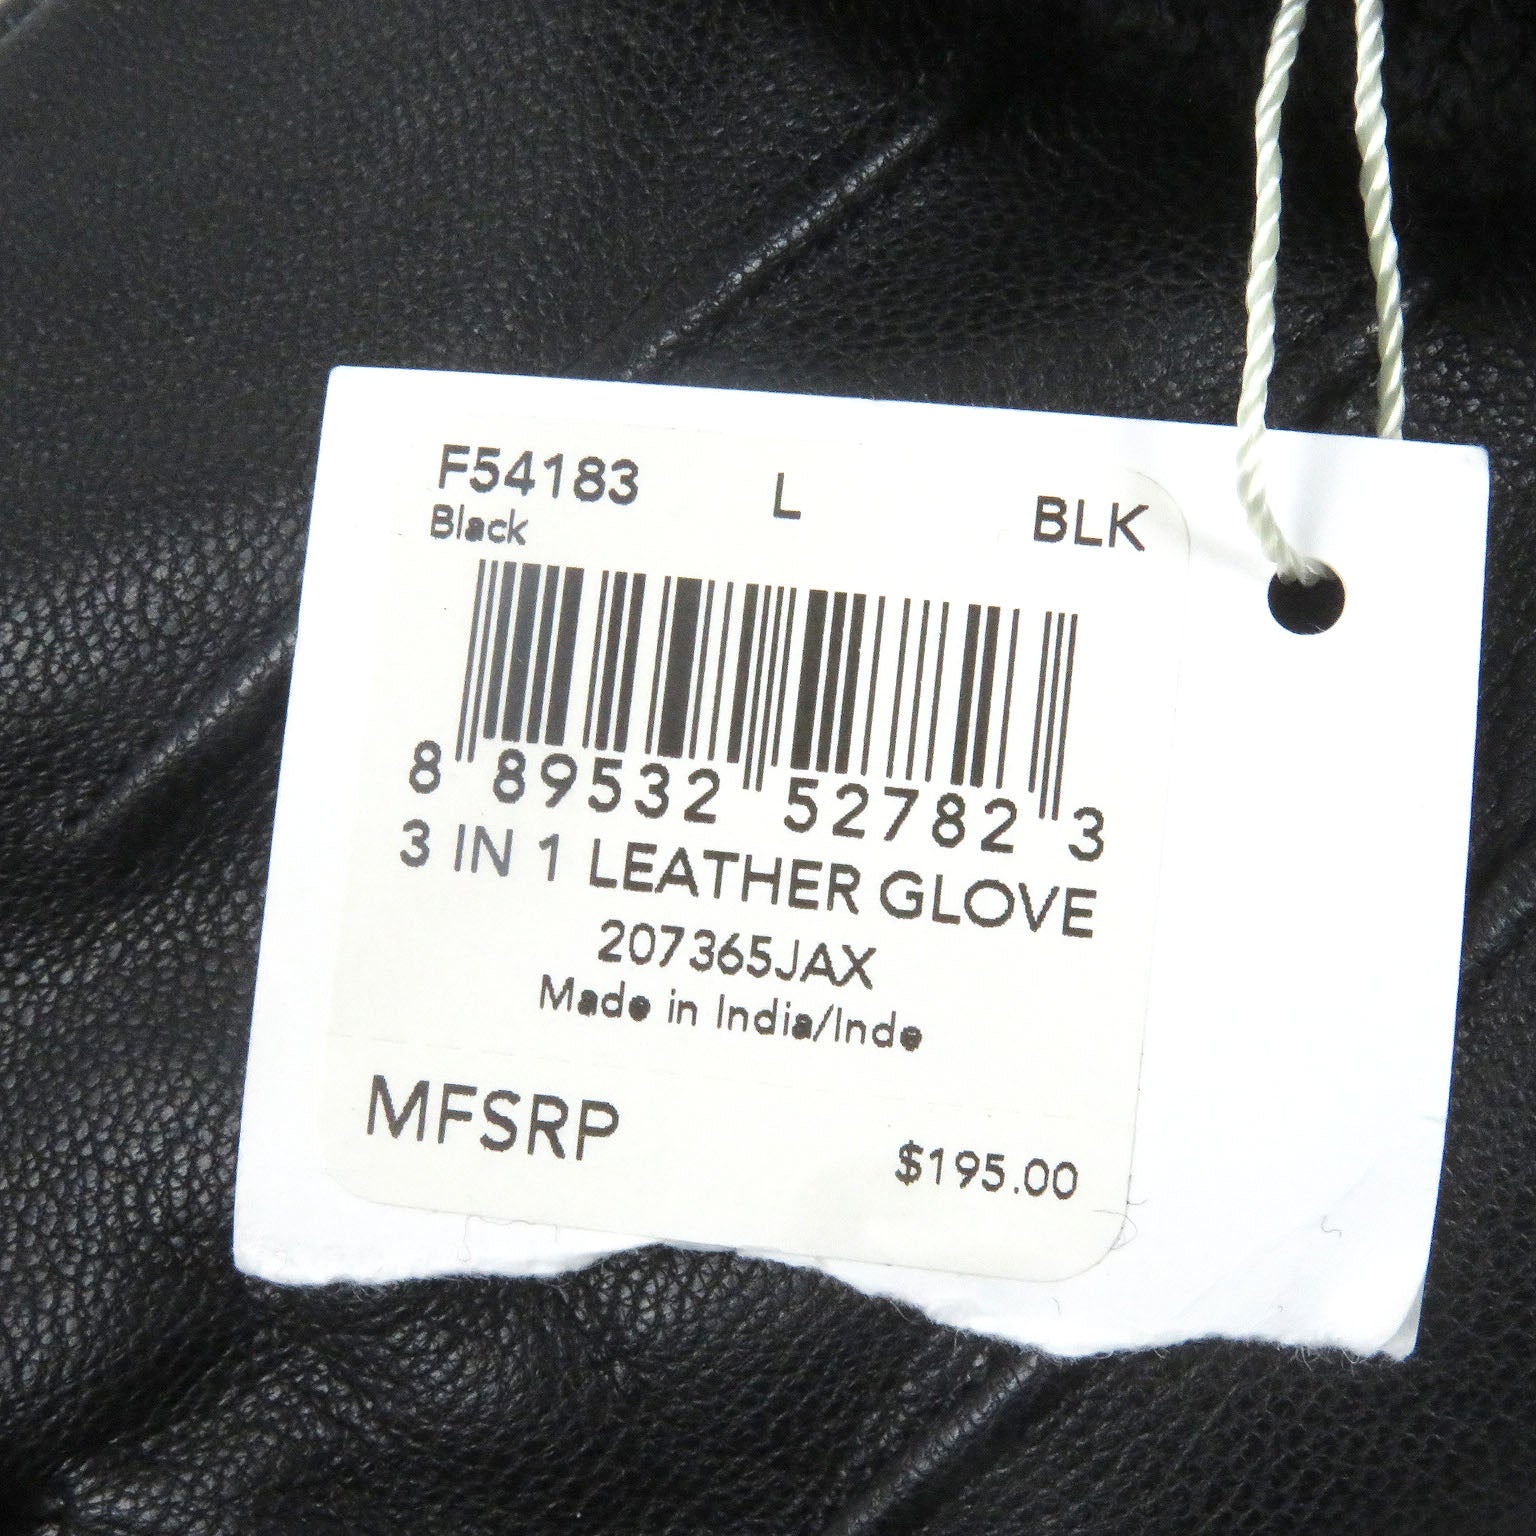 F54183 L BLK
Black
8 89532 52782 3
3 IN 1 LEATHER GLOVE
207365JAX
Made in India/Inde
MFSRP
$195.00